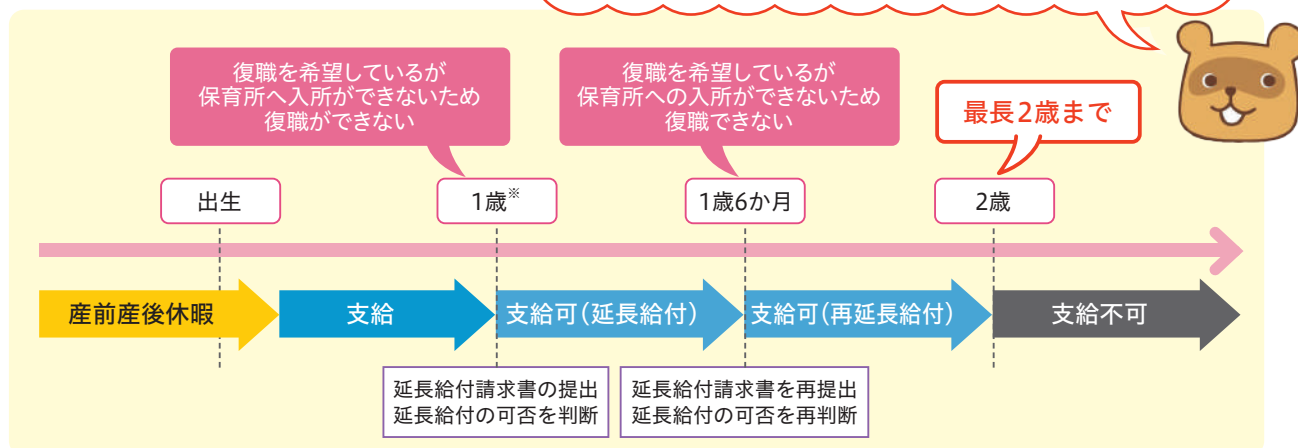 復職を希望しているが
保育所へ入所ができないため
復職ができない
復職を希望しているが
保育所への入所ができないため
復職できない
最長2歳まで
出生
1歳※
1歳6か月
2歳
産前産後休暇
支給
支給可(延長給付)
支給可(再延長給付)
支給不可
延長給付請求書の提出
延長給付の可否を判断
延長給付請求書を再提出
延長給付の可否を再判断